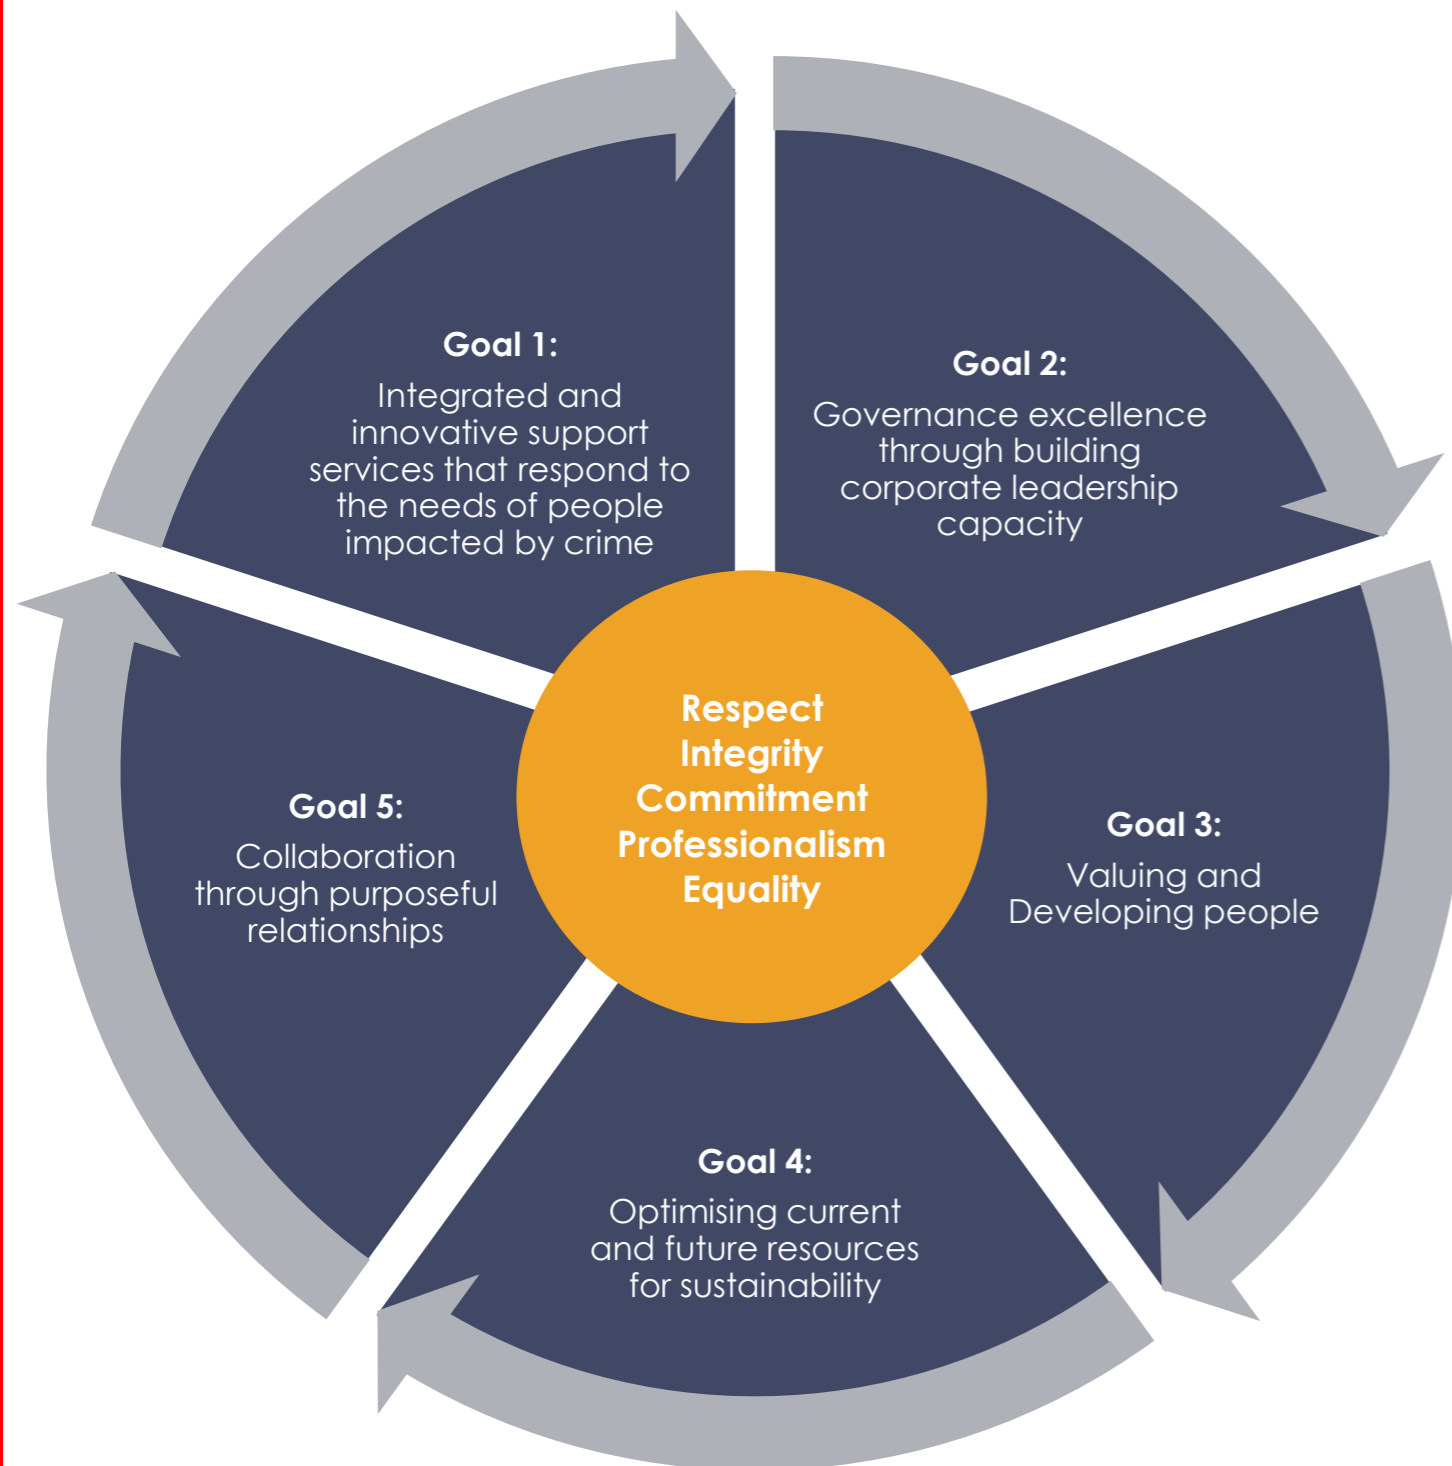 Goal 1:
Integrated and
innovative support
services that respond to
the needs of people
impacted by crime
Goal 2:
Governance excellence
through building
corporate leadership
capacity
Goal 3:
Valuing and
Developing people
Goal 4:
Optimising current
and future resources
for sustainability
Goal 5:
Collaboration
through purposeful
relationships
Respect
Integrity
Commitment
Professionalism
Equality